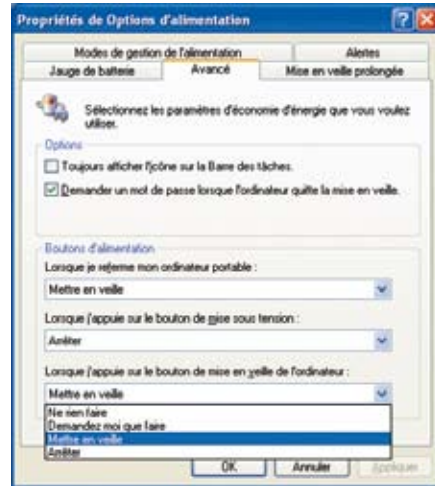 Propriétés de Options d'alimentation
Modes de gestion de l'alimentation
Alertes
Jauge de batterie
Avancé
Mise en veille prolongée
Sélectionnez les paramètres d'économie d'énergie que vous voulez
utiliser.
Options
Toujours afficher l'icône sur la Barre des tâches.
Demander un mot de passe lorsque l'ordinateur quitte la mise en veille.
Boutons d'alimentation
Lorsque je referme mon ordinateur portable :
Mettre en veille
Lorsque j'appuie sur le bouton de mise sous tension :
Arrêter
Lorsque j'appuie sur le bouton de mise en veille de l'ordinateur :
Mettre en veille
Ne rien faire
Demandez moi que faire
Mettre en veille
Arrêter
OK
Annuler
Appliquer